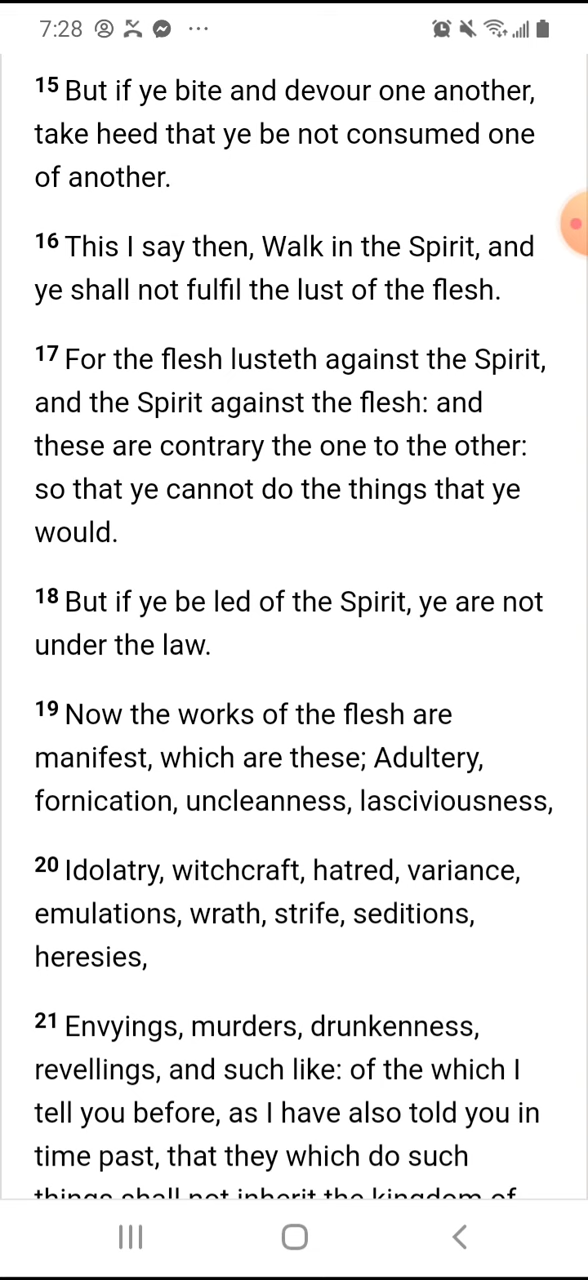 7:28
15 But if ye bite and devour one another,
take heed that ye be not consumed one
of another.
16 This I say then, Walk in the Spirit, and
ye shall not fulfil the lust of the flesh.
17 For the flesh lusteth against the Spirit,
and the Spirit against the flesh: and
these are contrary the one to the other:
so that ye cannot do the things that ye
would.
18 But if ye be led of the Spirit, ye are not
under the law.
19 Now the works of the flesh are
manifest, which are these; Adultery,
fornication, uncleanness, lasciviousness,
20 Idolatry, witchcraft, hatred, variance,
emulations, wrath, strife, seditions,
heresies,
21 Envyings, murders, drunkenness,
revellings, and such like: of the which I
tell you before, as I have also told you in
time past, that they which do such
things shall not inherit the kingdom of